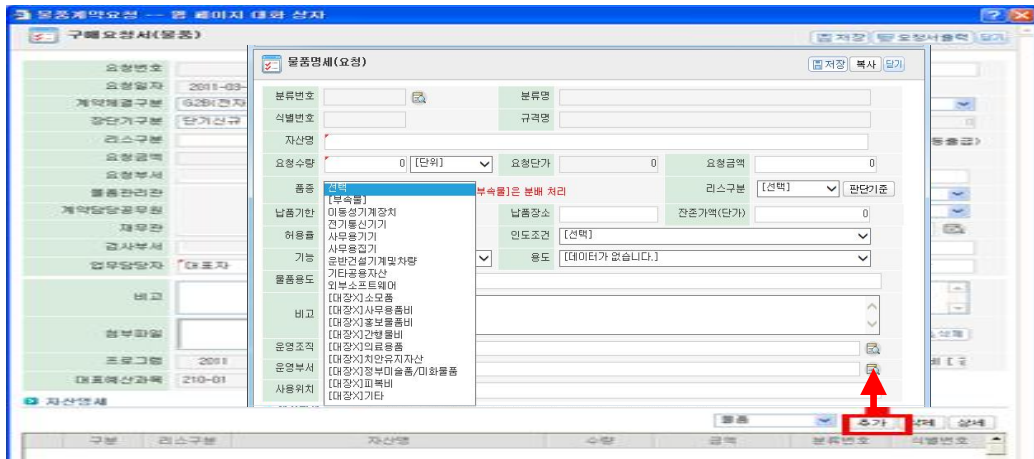 물품계약요청 -- 웹 페이지 대화 상자
구매요청서(물품)
저장 요청서출력 닫기
요청번호
요청일자 2011-03-
계약체결구분 G2B(전자
장단기구분 단기신규
리스구분
요청금액
요청부서
물품관리관
계약담당공무원
재무관
검사부서
업무담당자 대표자
비고
첨부파일
프로그램 2011
대표예산과목 210-01
자산명세
물품명세(요청)
저장 복사 닫기
분류번호 분류명
식별번호 규격명
자산명
요청수량 0 [단위] 요청단가 0 요청금액 0
품종 선택 부속물]은 분배 처리 리스구분 [선택] 판단기준
[부속물]
이동성기계장치
전기통신기기
사무용기기
사무용집기
운반건설기계및차량
기타공용자산
외부소프트웨어
[대장X]소모품
[대장X]사무용품비
[대장X]홍보물품비
[대장X]간행물비
[대장X]의료용품
[대장X]치안유지자산
[대장X]정부미술품/미화물품
[대장X]피복비
[대장X]기타
납품기한 납품장소 잔존가액(단가) 0
허용율 인도조건 [선택]
기능 용도 [데이터가 없습니다.]
물품용도
비고
운영조직
운영부서
사용위치
물품 추가 삭제 상세
구분 리스구분 자산명 수량 금액 분류번호 식별번호